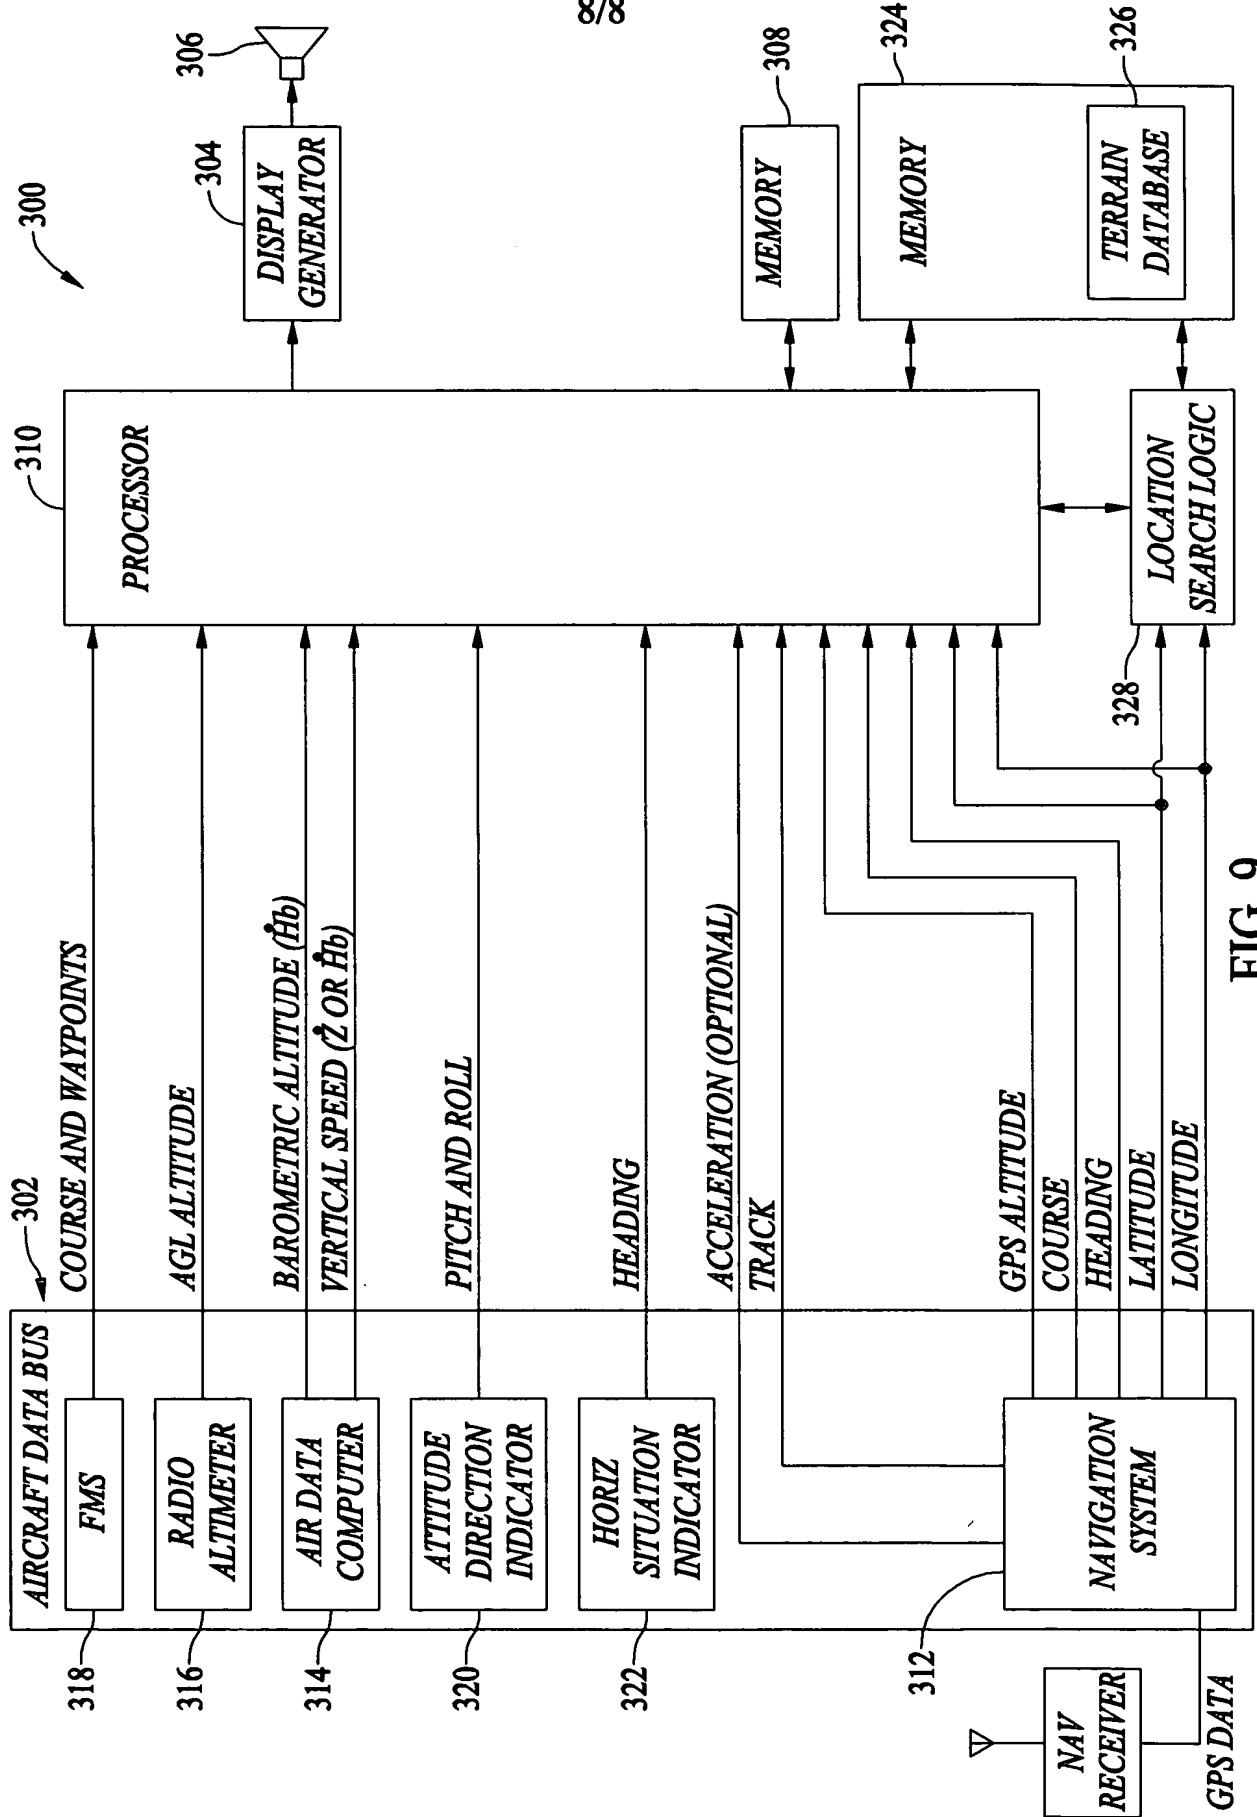 8/8
300
302
AIRCRAFT DATA BUS
318
FMS
COURSE AND WAYPOINTS
316
RADIO
ALTIMETER
AGL ALTITUDE
314
AIR DATA
COMPUTER
BAROMETRIC ALTITUDE (Ḣb)
VERTICAL SPEED (Ż OR Ḣb)
320
ATTITUDE
DIRECTION
INDICATOR
PITCH AND ROLL
322
HORIZ
SITUATION
INDICATOR
HEADING
ACCELERATION (OPTIONAL)
TRACK
312
NAVIGATION
SYSTEM
GPS ALTITUDE
COURSE
HEADING
LATITUDE
LONGITUDE
NAV
RECEIVER
GPS DATA
310
PROCESSOR
304
DISPLAY
GENERATOR
306
MEMORY
308
MEMORY
324
TERRAIN
DATABASE
326
328
LOCATION
SEARCH LOGIC
FIG. 9